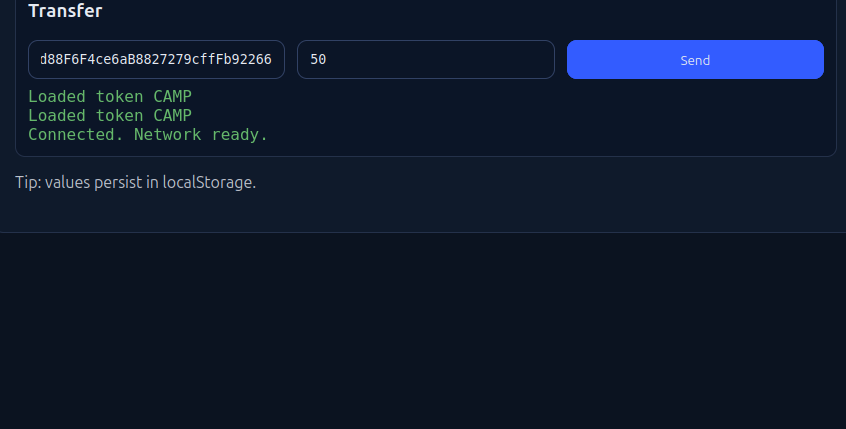 Transfer
d88F6F4ce6aB8827279cffFb92266
50
Send
Loaded token CAMP
Loaded token CAMP
Connected. Network ready.
Tip: values persist in localStorage.